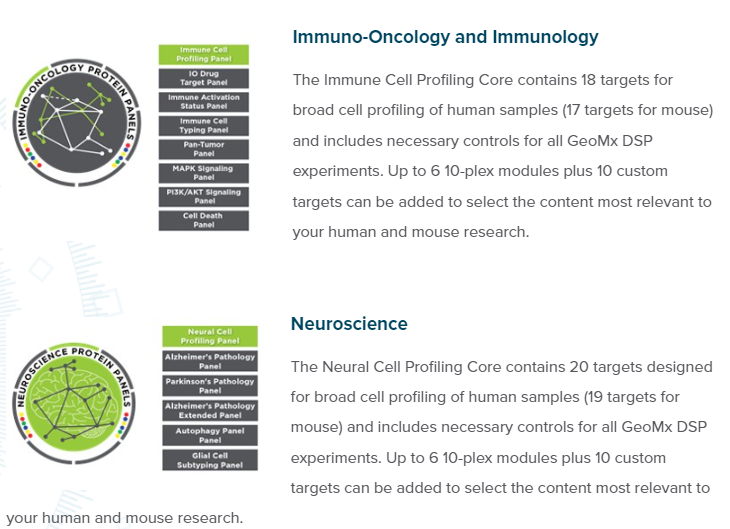 Immuno-Oncology and Immunology
IMMUNO-ONCOLOGY PROTEIN PANELS
Immune Cell
Profiling Panel
IO Drug
Target Panel
Immune Activation
Status Panel
Immune Cell
Typing Panel
Pan-Tumor
Panel
MAPK Signaling
Panel
PI3K/AKT Signaling
Panel
Cell Death
Panel
The Immune Cell Profiling Core contains 18 targets for
broad cell profiling of human samples (17 targets for mouse)
and includes necessary controls for all GeoMx DSP
experiments. Up to 6 10-plex modules plus 10 custom
targets can be added to select the content most relevant to
your human and mouse research.
Neuroscience
NEUROSCIENCE PROTEIN PANELS
Neural Cell
Profiling Panel
Alzheimer's Pathology
Panel
Parkinson's Pathology
Panel
Alzheimer's Pathology
Extended Panel
Autophagy Panel
Panel
Glial Cell
Subtyping Panel
The Neural Cell Profiling Core contains 20 targets designed
for broad cell profiling of human samples (19 targets for
mouse) and includes necessary controls for all GeoMx DSP
experiments. Up to 6 10-plex modules plus 10 custom
targets can be added to select the content most relevant to
your human and mouse research.